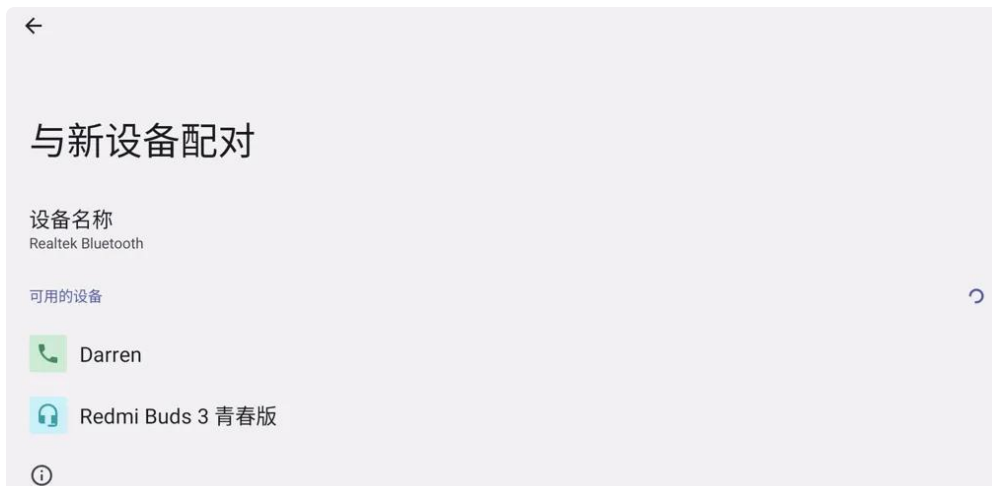 与新设备配对
设备名称
Realtek Bluetooth
可用的设备
Darren
Redmi Buds 3 青春版